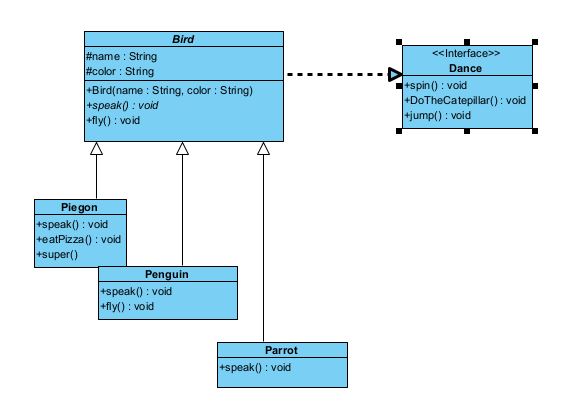 Bird
#name : String
#color : String
+Bird(name : String, color : String)
+speak() : void
+fly() : void
<<Interface>>
Dance
+spin() : void
+DoTheCatepillar() : void
+jump() : void
Piegon
+speak() : void
+eatPizza() : void
+super()
Penguin
+speak() : void
+fly() : void
Parrot
+speak() : void